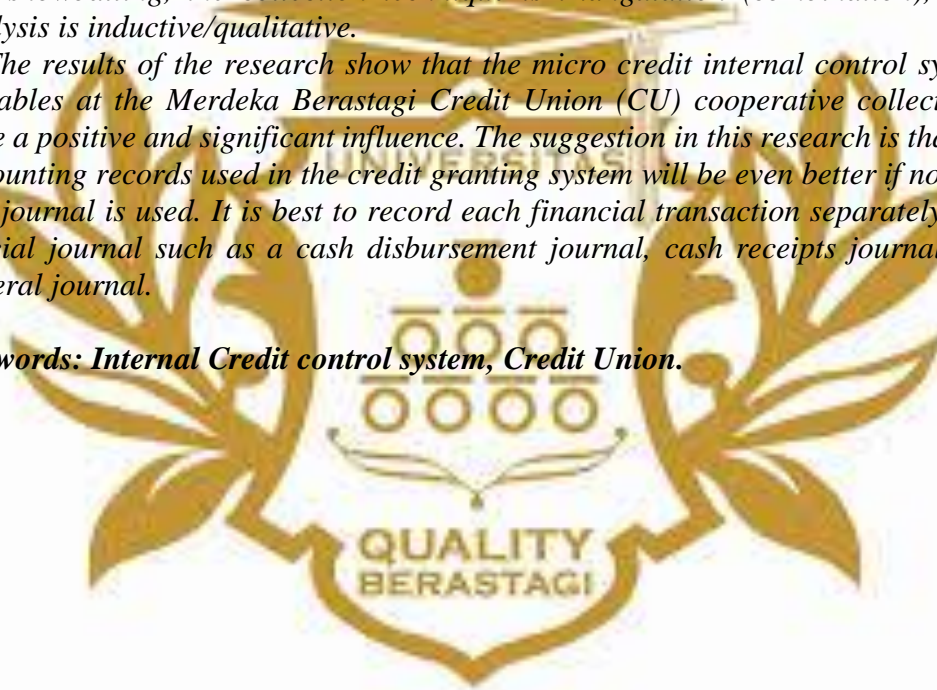 lysis is inductive/qualitative.
The results of the research show that the micro credit internal control sy
ables at the Merdeka Berastagi Credit Union (CU) cooperative collect
e a positive and significant influence. The suggestion in this research is tha
ounting records used in the credit granting system will be even better if no
journal is used. It is best to record each financial transaction separately
cial journal such as a cash disbursement journal, cash receipts journal
eral journal.
words: Internal Credit control system, Credit Union.
UNIVERSITAS
QUALITY
BERASTAGI